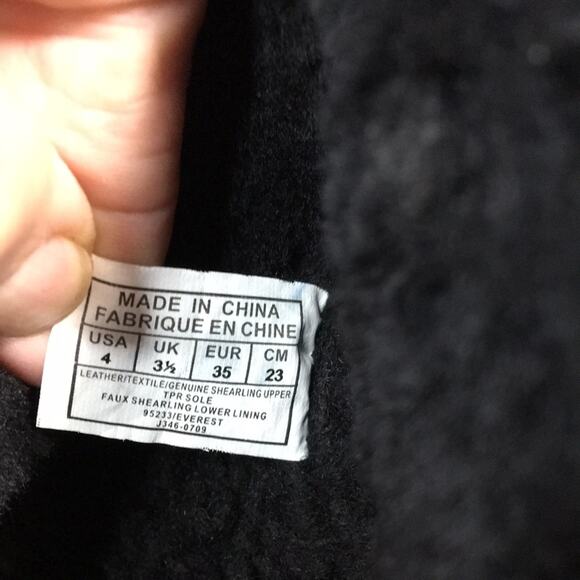 MADE IN CHINA
FABRIQUE EN CHINE
USA UK EUR CM
4 3½ 35 23
LEATHER/TEXTILE/GENUINE SHEARLING UPPER
TPR SOLE
FAUX SHEARLING LOWER LINING
95233/EVEREST
J346-0709